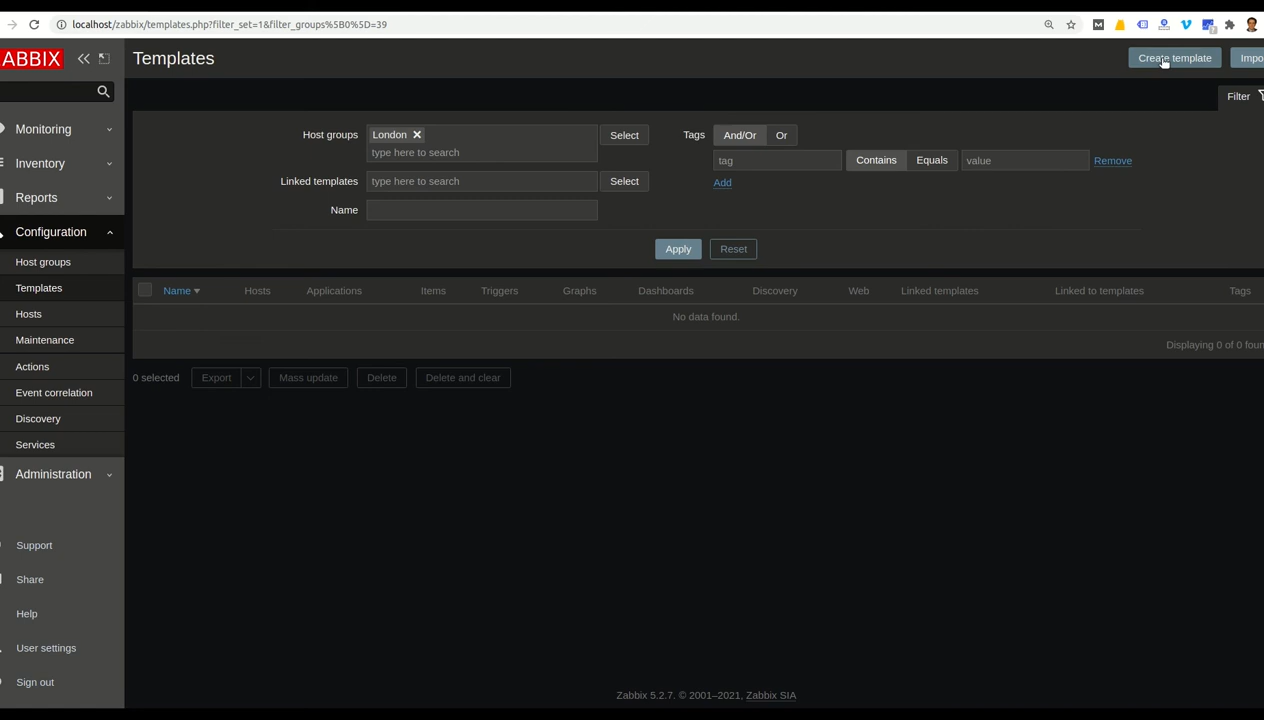 localhost/zabbix/templates.php?filter_set=1&filter_groups%5B0%5D=39
ABBIX
Templates
Create template
Impo
Filter
Monitoring
Inventory
Reports
Configuration
Host groups
Templates
Hosts
Maintenance
Actions
Event correlation
Discovery
Services
Administration
Support
Share
Help
User settings
Sign out
Host groups
London
type here to search
Select
Linked templates
type here to search
Select
Name
Tags
And/Or Or
tag
Contains Equals
value
Remove
Add
Apply Reset
Name Hosts Applications Items Triggers Graphs Dashboards Discovery Web Linked templates Linked to templates Tags
No data found.
Displaying 0 of 0 foun
0 selected Export Mass update Delete Delete and clear
Zabbix 5.2.7. © 2001–2021, Zabbix SIA